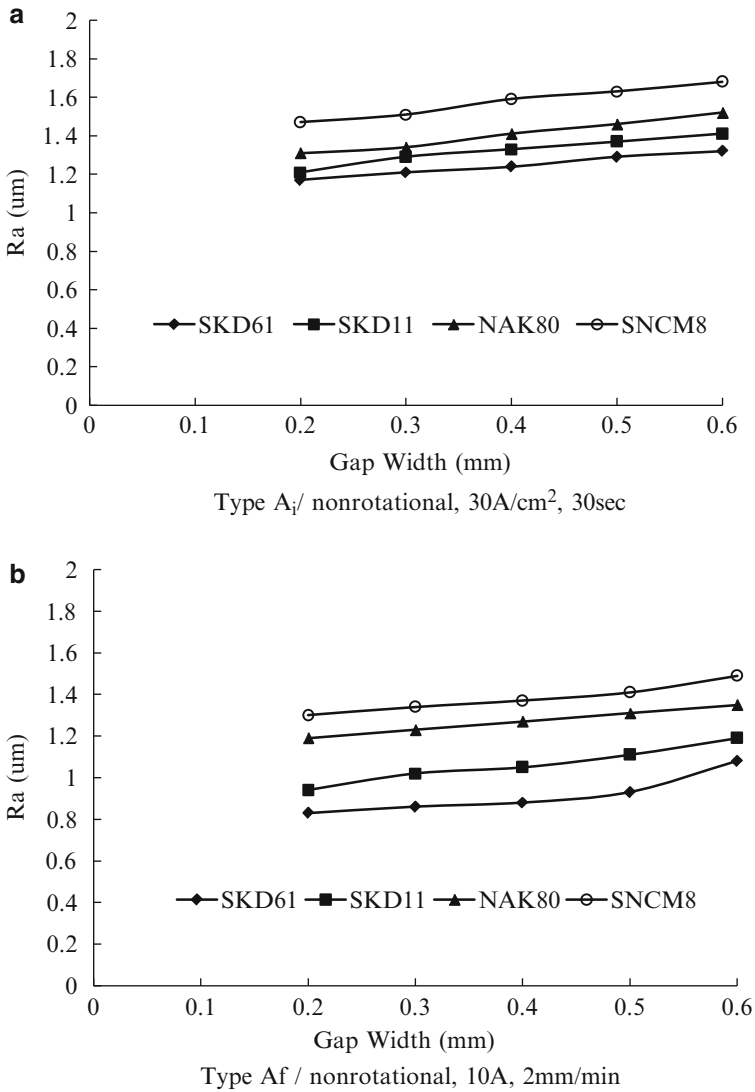 a
2
1.8
1.6
1.4
1.2
1
0.8
0.6
0.4
0.2
0
Ra (um)
SKD61 SKD11 NAK80 SNCM8
0 0.1 0.2 0.3 0.4 0.5 0.6
Gap Width (mm)
Type Ai/ nonrotational, 30A/cm², 30sec
b
2
1.8
1.6
1.4
1.2
1
0.8
0.6
0.4
0.2
0
Ra (um)
SKD61 SKD11 NAK80 SNCM8
0 0.1 0.2 0.3 0.4 0.5 0.6
Gap Width (mm)
Type Af / nonrotational, 10A, 2mm/min